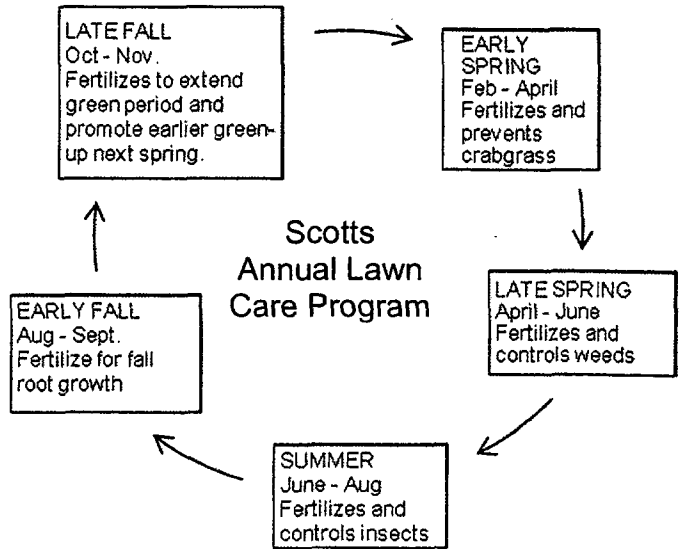 LATE FALL
Oct - Nov.
Fertilizes to extend
green period and
promote earlier green-
up next spring.
EARLY
SPRING
Feb - April
Fertilizes and
prevents
crabgrass
Scotts
Annual Lawn
Care Program
LATE SPRING
April - June
Fertilizes and
controls weeds
EARLY FALL
Aug - Sept.
Fertilize for fall
root growth
SUMMER
June - Aug
Fertilizes and
controls insects